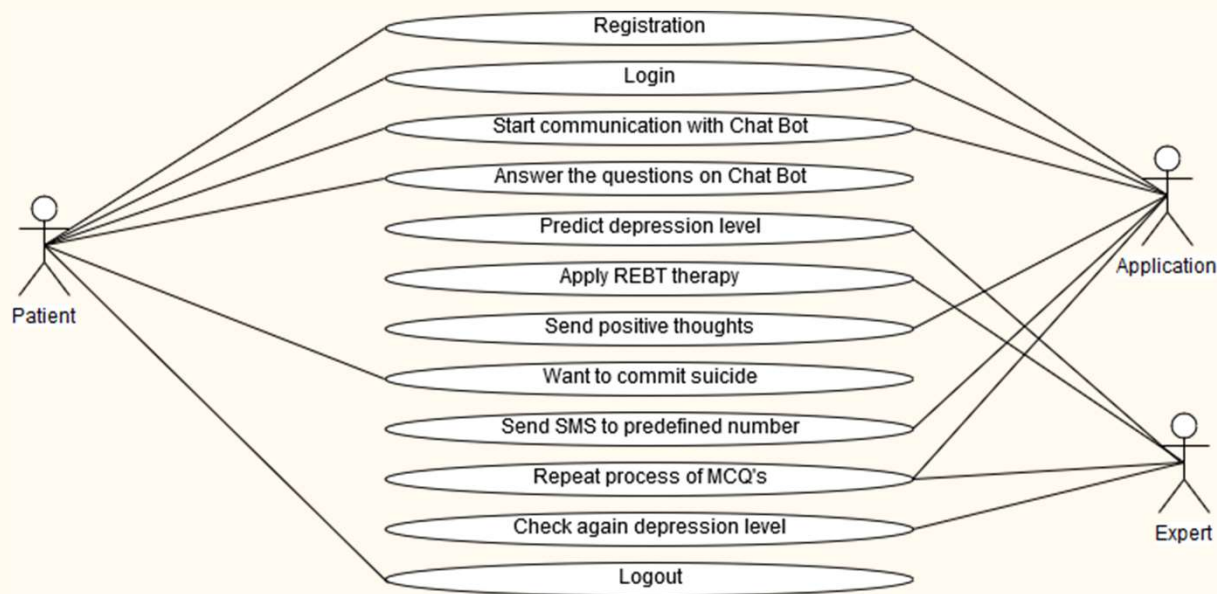 Registration
Login
Start communication with Chat Bot
Answer the questions on Chat Bot
Predict depression level
Apply REBT therapy
Send positive thoughts
Want to commit suicide
Send SMS to predefined number
Repeat process of MCQ's
Check again depression level
Logout
Patient
Application
Expert